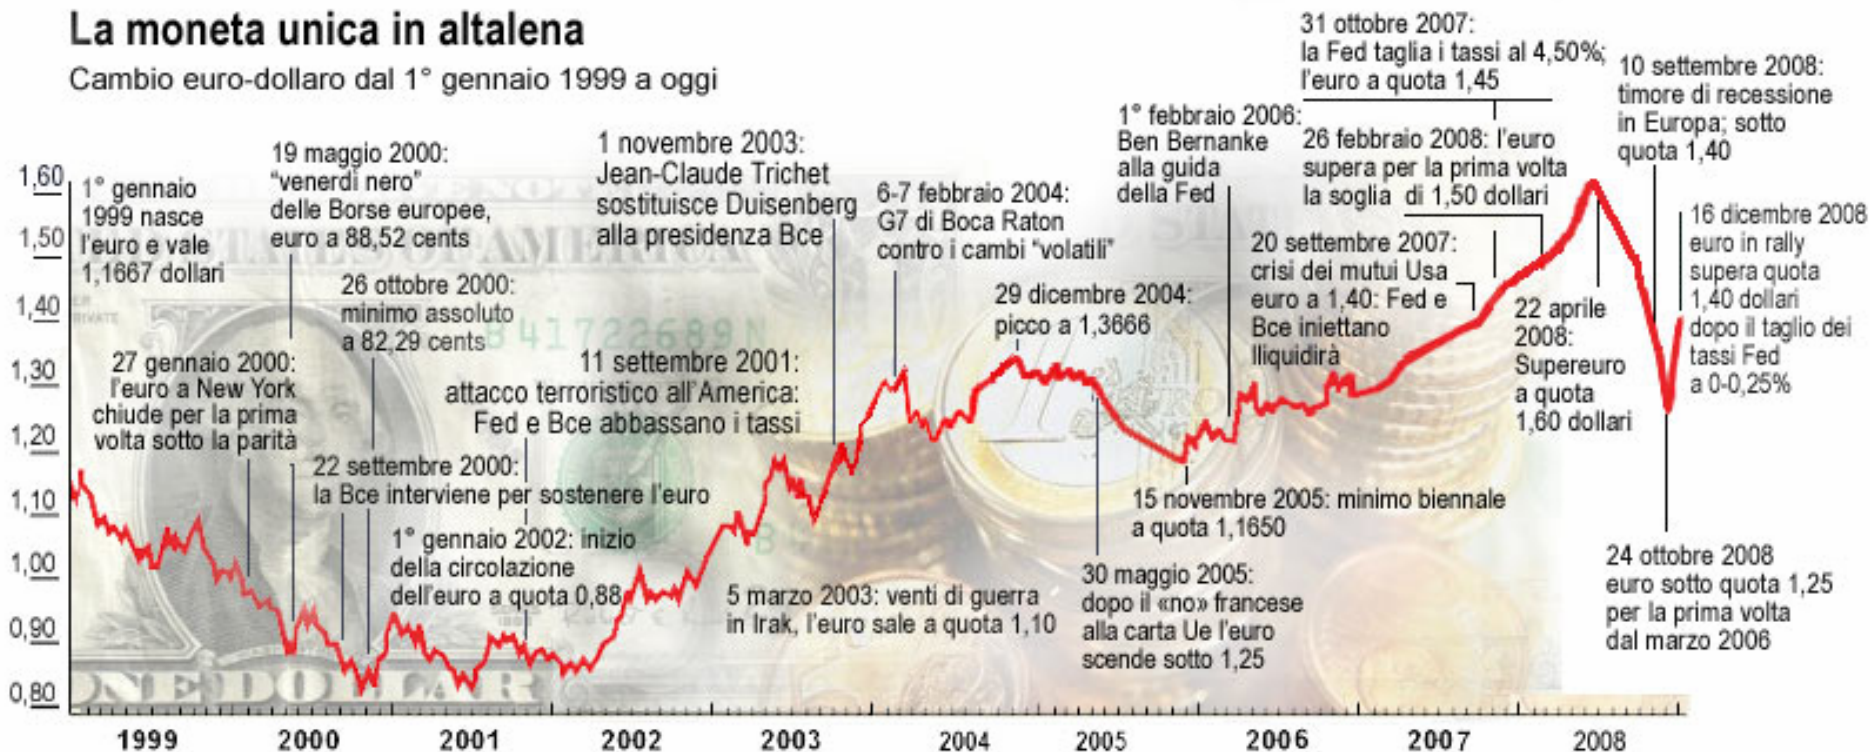 La moneta unica in altalena
Cambio euro-dollaro dal 1° gennaio 1999 a oggi
1,60
1,50
1,40
1,30
1,20
1,10
1,00
0,90
0,80
1° gennaio
1999 nasce
l'euro e vale
1,1667 dollari
27 gennaio 2000:
l'euro a New York
chiude per la prima
volta sotto la parità
19 maggio 2000:
"venerdì nero"
delle Borse europee,
euro a 88,52 cents
26 ottobre 2000:
minimo assoluto
a 82,29 cents
22 settembre 2000:
la Bce interviene per sostenere l'euro
11 settembre 2001:
attacco terroristico all'America:
Fed e Bce abbassano i tassi
1° gennaio 2002: inizio
della circolazione
dell'euro a quota 0,88
1 novembre 2003:
Jean-Claude Trichet
sostituisce Duisenberg
alla presidenza Bce
5 marzo 2003: venti di guerra
in Irak, l'euro sale a quota 1,10
6-7 febbraio 2004:
G7 di Boca Raton
contro i cambi "volatili"
29 dicembre 2004:
picco a 1,3666
30 maggio 2005:
dopo il «no» francese
alla carta Ue l'euro
scende sotto 1,25
15 novembre 2005: minimo biennale
a quota 1,1650
1° febbraio 2006:
Ben Bernanke
alla guida
della Fed
31 ottobre 2007:
la Fed taglia i tassi al 4,50%;
l'euro a quota 1,45
26 febbraio 2008: l'euro
supera per la prima volta
la soglia di 1,50 dollari
20 settembre 2007:
crisi dei mutui Usa
euro a 1,40: Fed e
Bce iniettano
lliquidirà
22 aprile
2008:
Supereuro
a quota
1,60 dollari
10 settembre 2008:
timore di recessione
in Europa; sotto
quota 1,40
16 dicembre 2008
euro in rally
supera quota
1,40 dollari
dopo il taglio dei
tassi Fed
a 0-0,25%
24 ottobre 2008
euro sotto quota 1,25
per la prima volta
dal marzo 2006
1999 2000 2001 2002 2003 2004 2005 2006 2007 2008
STATES OF AMERICA
B41722689N
ONE DOLLAR